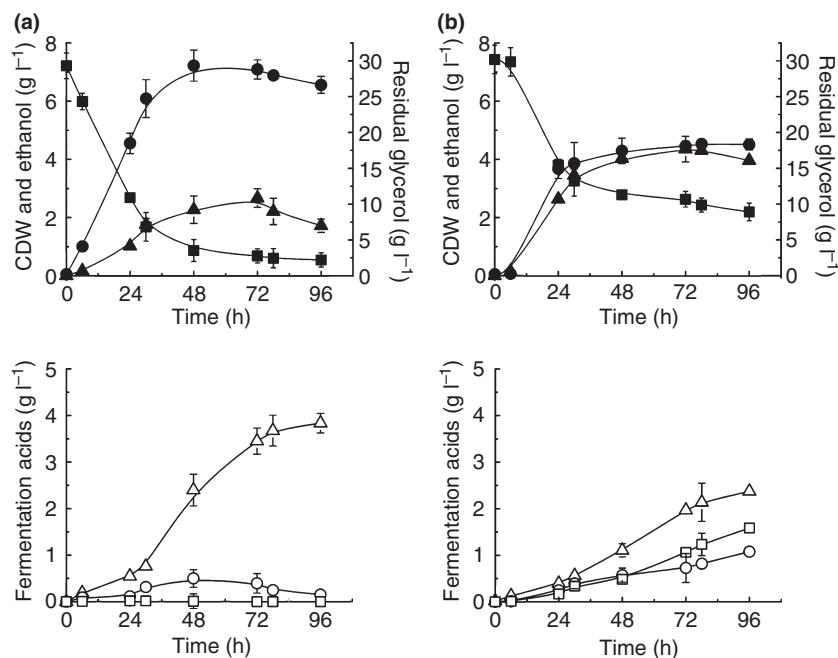 (a)
8
6
4
2
0
CDW and ethanol (g l⁻¹)
30
25
20
15
10
5
0
Residual glycerol (g l⁻¹)
0 24 48 72 96
Time (h)
(b)
8
6
4
2
0
CDW and ethanol (g l⁻¹)
30
25
20
15
10
5
0
Residual glycerol (g l⁻¹)
0 24 48 72 96
Time (h)
5
4
3
2
1
0
Fermentation acids (g l⁻¹)
0 24 48 72 96
Time (h)
5
4
3
2
1
0
Fermentation acids (g l⁻¹)
0 24 48 72 96
Time (h)